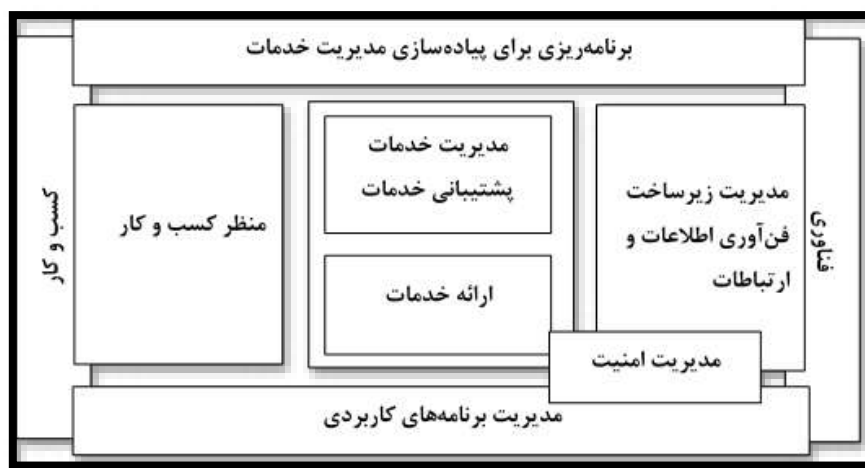 برنامه‌ریزی برای پیاده‌سازی مدیریت خدمات
فناوری
مدیریت زیرساخت
فن‌آوری اطلاعات و
ارتباطات
مدیریت خدمات
پشتیبانی خدمات
ارائه خدمات
منظر کسب و کار
کسب و کار
مدیریت امنیت
مدیریت برنامه‌های کاربردی